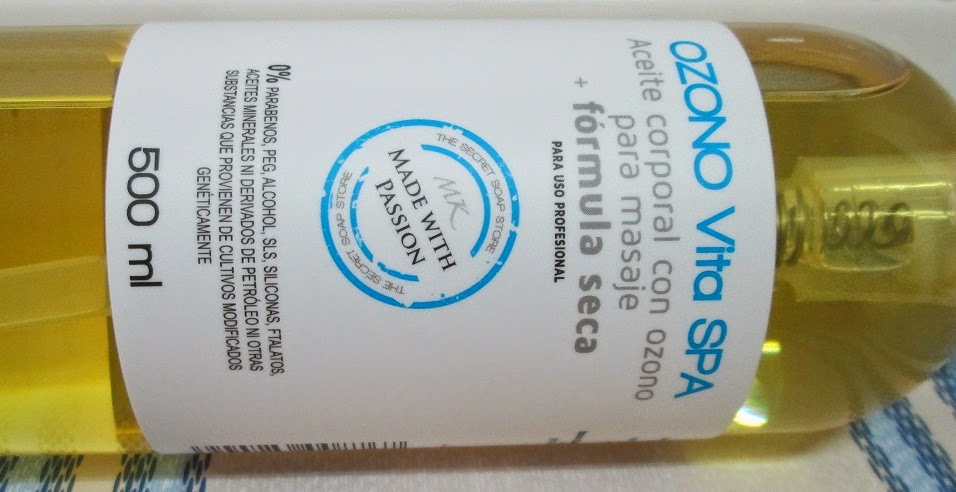 OZONO Vita SPA
Aceite corporal con ozono
para masaje
+ fórmula seca
PARA USO PROFESIONAL
THE SECRET SOAP STORE
MK
MADE WITH
PASSION
THE SECRET SOAP STORE
0% PARABENOS, PEG, ALCOHOL, SLS, SILICONAS, FTALATOS,
ACEITES MINERALES NI DERIVADOS DE PETRÓLEO NI OTRAS
SUBSTANCIAS QUE PROVIENEN DE CULTIVOS MODIFICADOS
GENÉTICAMENTE
500 ml